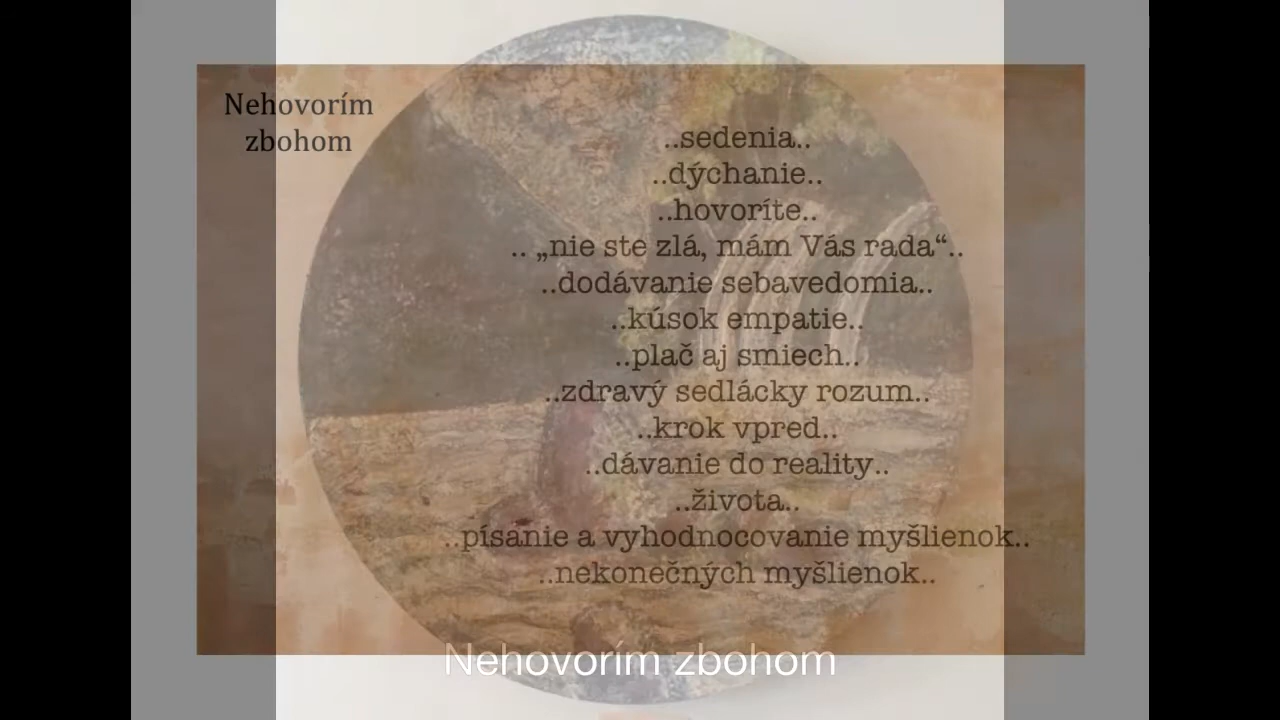 Nehovorím
zbohom
..sedenia..
..dýchanie..
..hovoríte..
.. „nie ste zlá, mám Vás rada“..
..dodávanie sebavedomia..
..kúsok empatie..
..plač aj smiech..
..zdravý sedlácky rozum..
..krok vpred..
..dávanie do reality..
..života..
..písanie a vyhodnocovanie myšlienok..
..nekonečných myšlienok..
Nehovorím zbohom